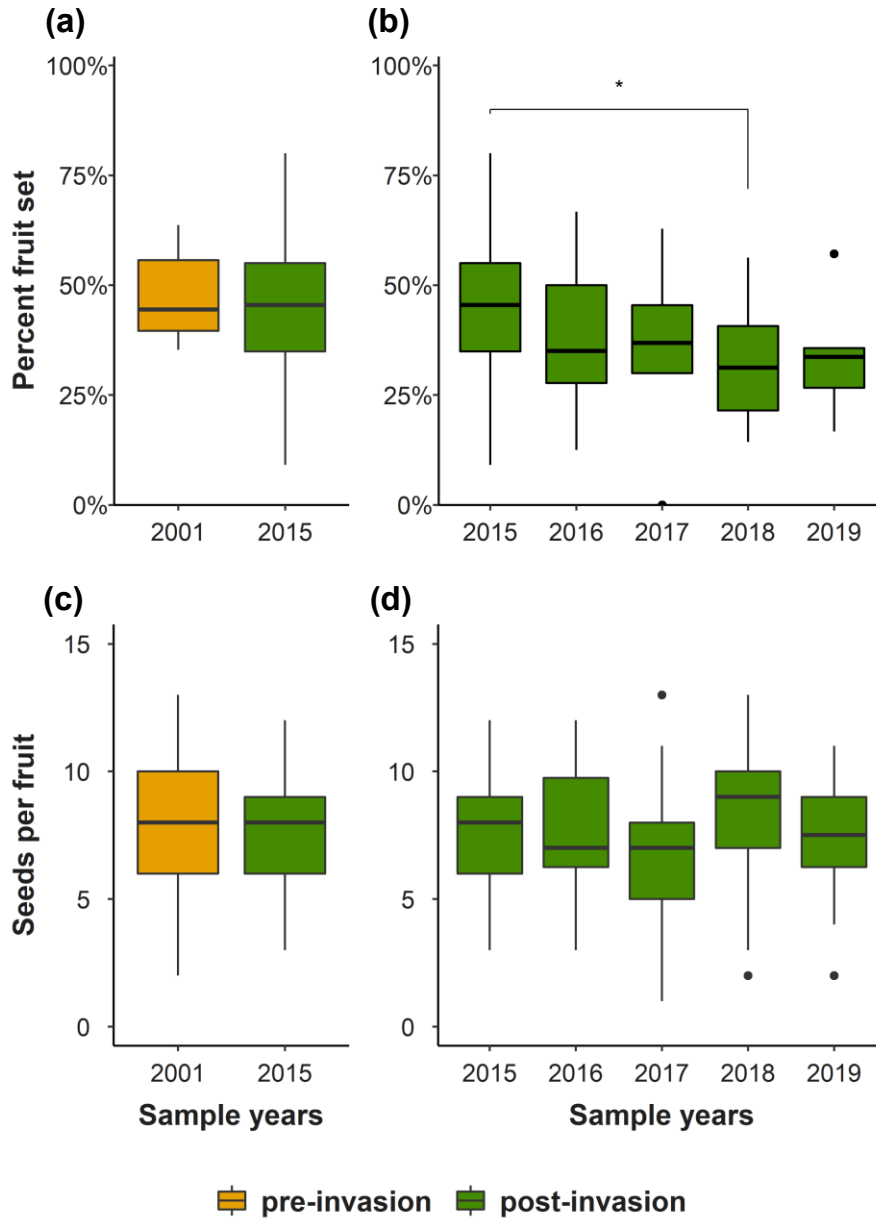 (a)
(b)
Percent fruit set
100%
75%
50%
25%
0%
2001 2015
100%
75%
50%
25%
0%
*
2015 2016 2017 2018 2019
(c)
(d)
Seeds per fruit
15
10
5
0
2001 2015
Sample years
15
10
5
0
2015 2016 2017 2018 2019
Sample years
pre-invasion post-invasion